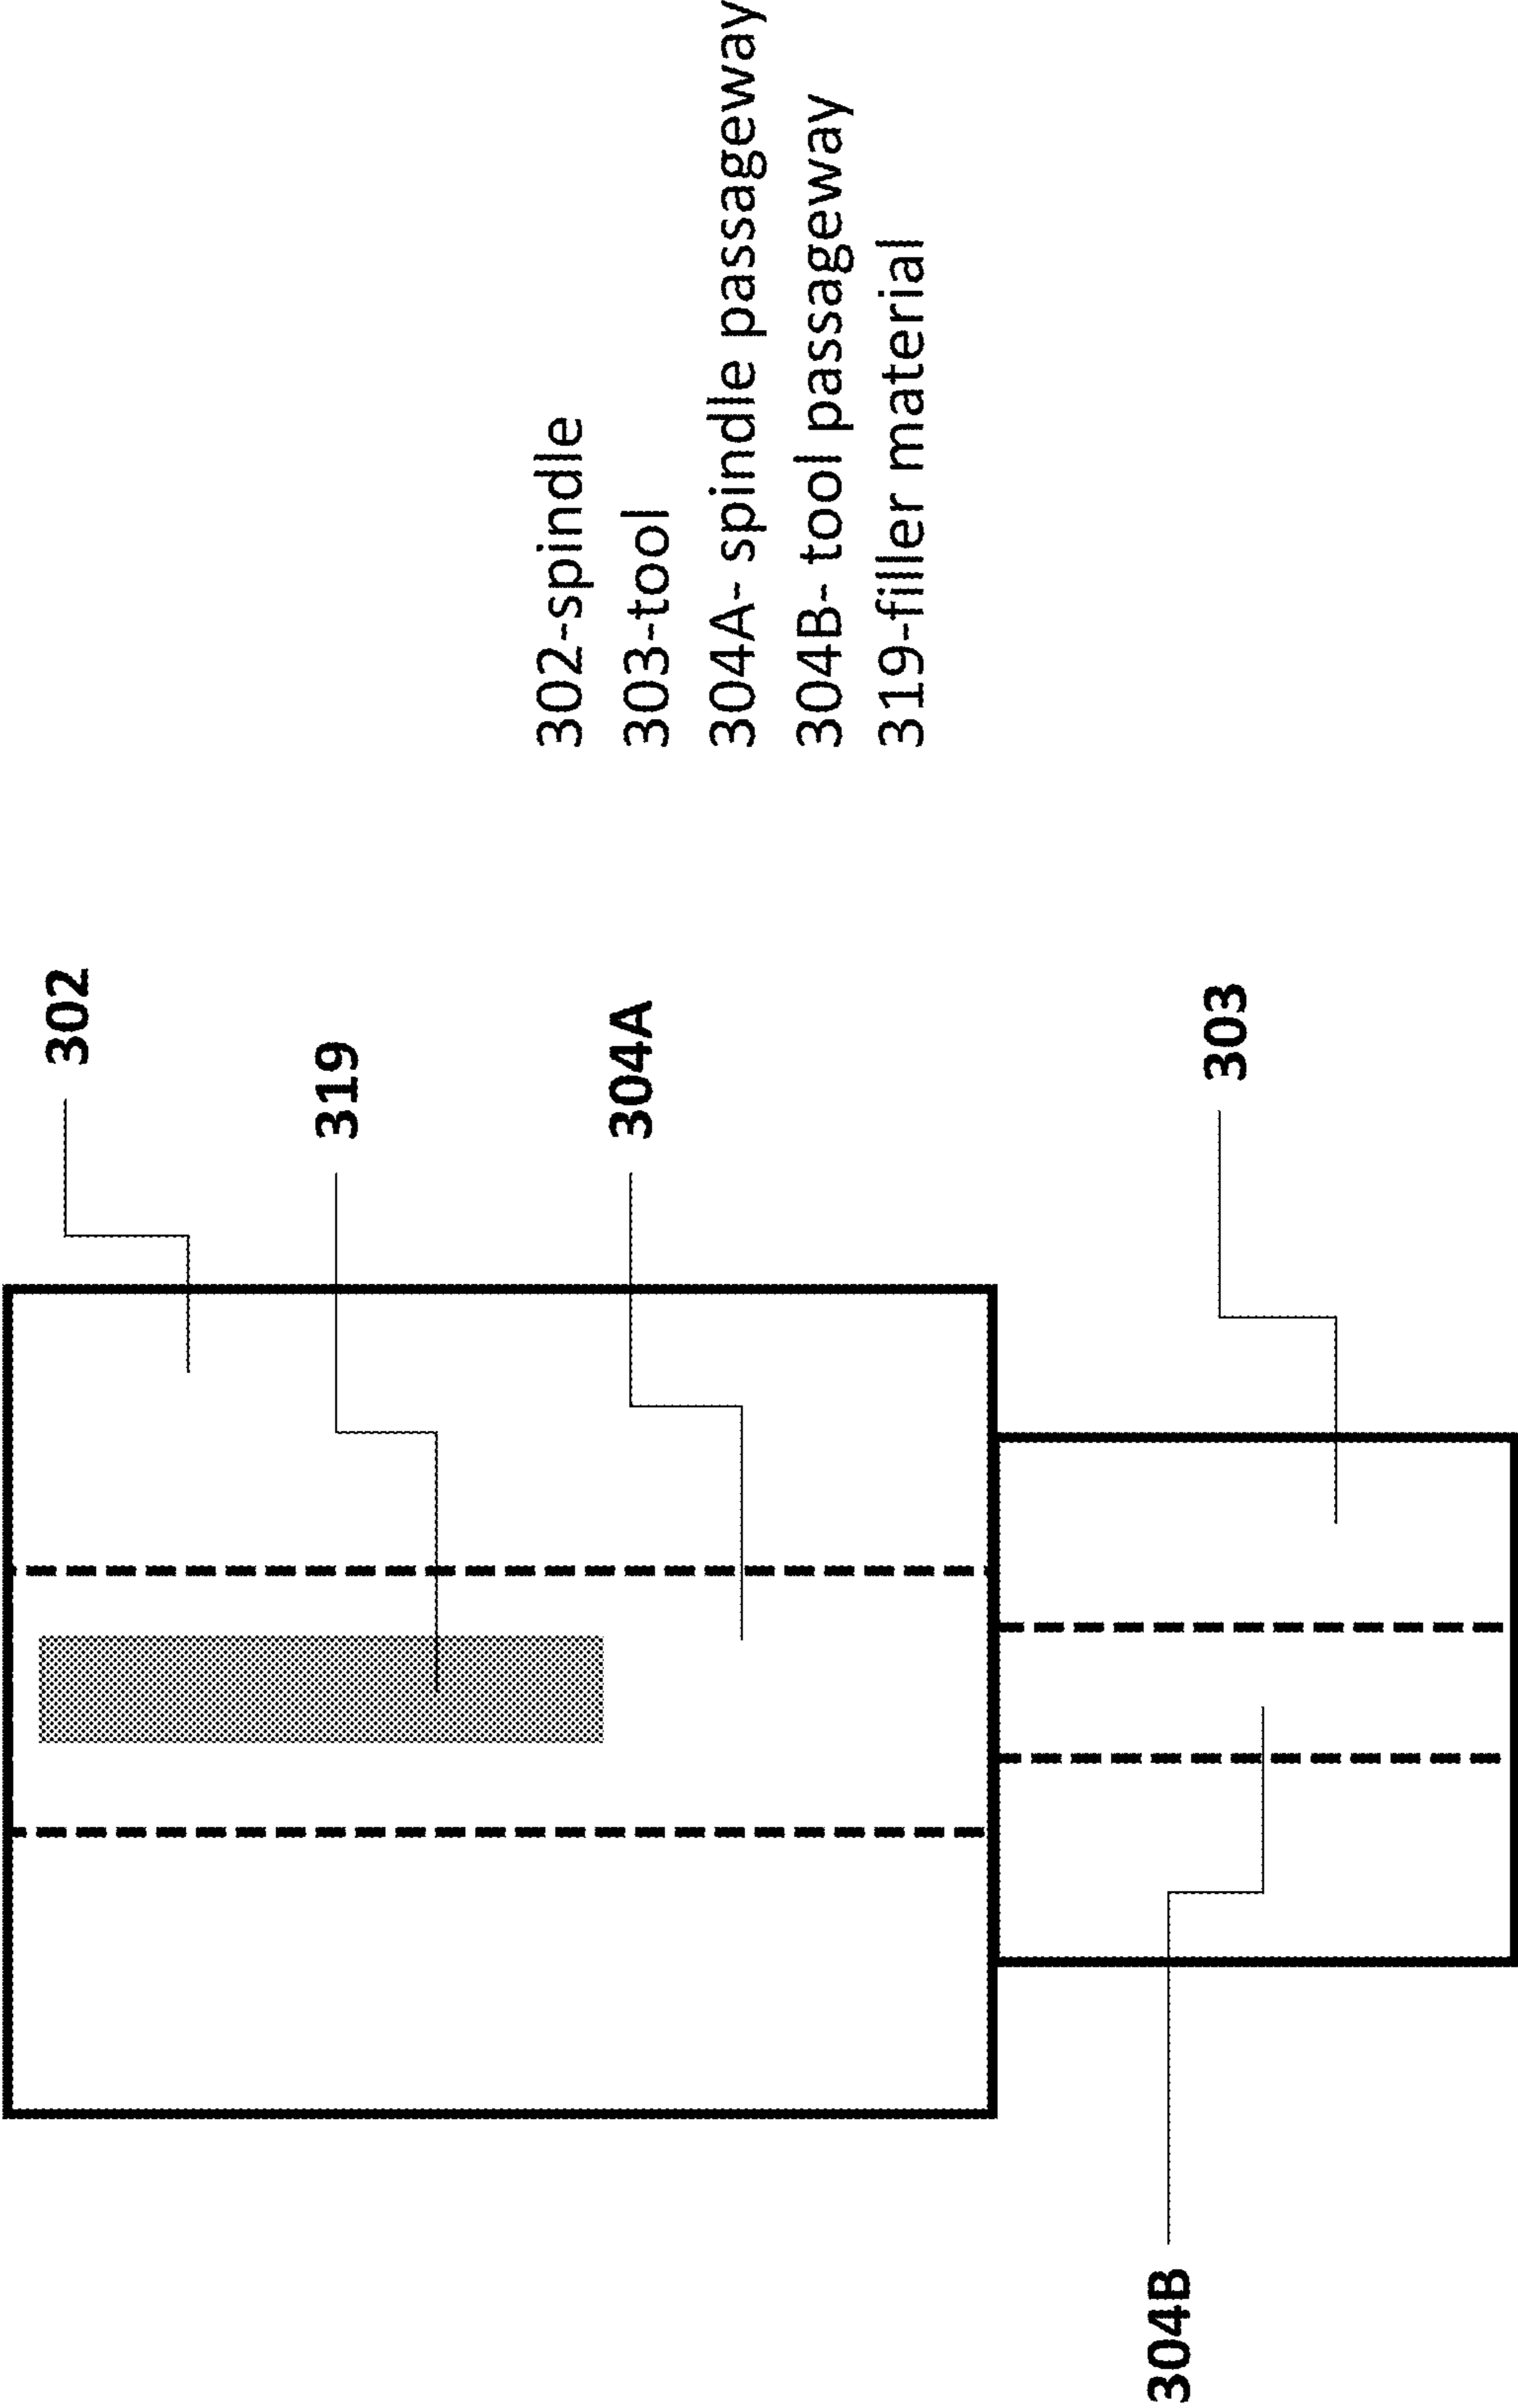 302-spindle
303-tool
304A- spindle passageway
304B- tool passageway
319-filler material
302
319
304A
303
304B